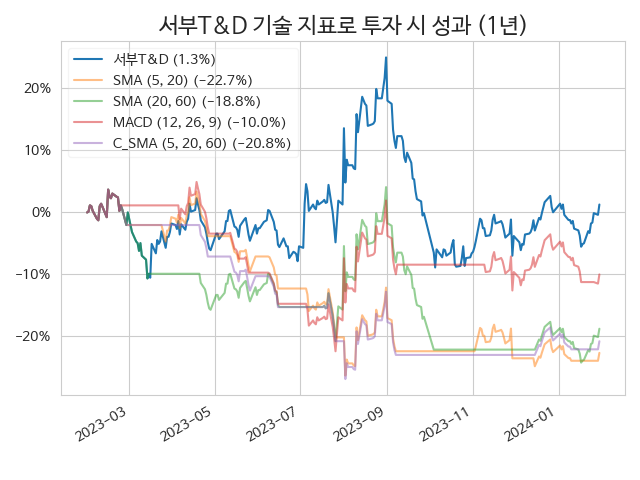 서부T&D 기술 지표로 투자 시 성과 (1년)
서부T&D (1.3%)
SMA (5, 20) (−22.7%)
SMA (20, 60) (−18.8%)
MACD (12, 26, 9) (−10.0%)
C_SMA (5, 20, 60) (−20.8%)
20%
10%
0%
−10%
−20%
2023−03
2023−05
2023−07
2023−09
2023−11
2024−01